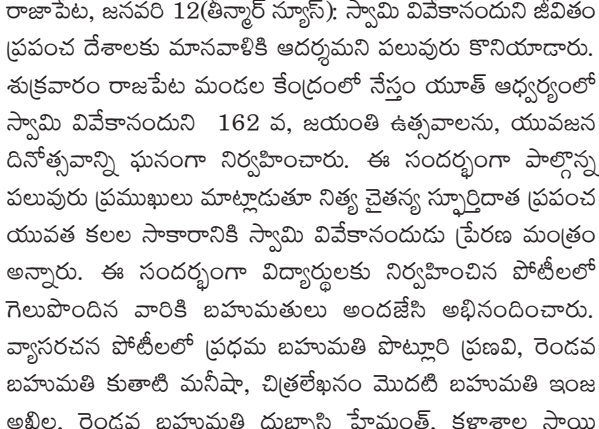 రాజాపేట, జనవరి 12(తీన్మార్ న్యూస్): స్వామి వివేకానందుని జీవితం
ప్రపంచ దేశాలకు మానవాళికి ఆదర్శమని పలువురు కొనియాడారు.
శుక్రవారం రాజపేట మండల కేంద్రంలో నేస్తం యూత్ ఆధ్వర్యంలో
స్వామి వివేకానందుని 162 వ, జయంతి ఉత్సవాలను, యువజన
దినోత్సవాన్ని ఘనంగా నిర్వహించారు. ఈ సందర్భంగా పాల్గొన్న
పలువురు ప్రముఖులు మాట్లాడుతూ నిత్య చైతన్య స్ఫూర్తిదాత ప్రపంచ
యువత కలల సాకారానికి స్వామి వివేకానందుడు ప్రేరణ మంత్రం
అన్నారు. ఈ సందర్భంగా విద్యార్థులకు నిర్వహించిన పోటీలలో
గెలుపొందిన వారికి బహుమతులు అందజేసి అభినందించారు.
వ్యాసరచన పోటీలలో ప్రధమ బహుమతి పొట్లూరి ప్రణవి, రెండవ
బహుమతి కుతాటి మనీషా, చిత్రలేఖనం మొదటి బహుమతి ఇంజ
అఖిల, రెండవ బహుమతి దుబ్బాసి హేమంత్, కళాశాల స్థాయి